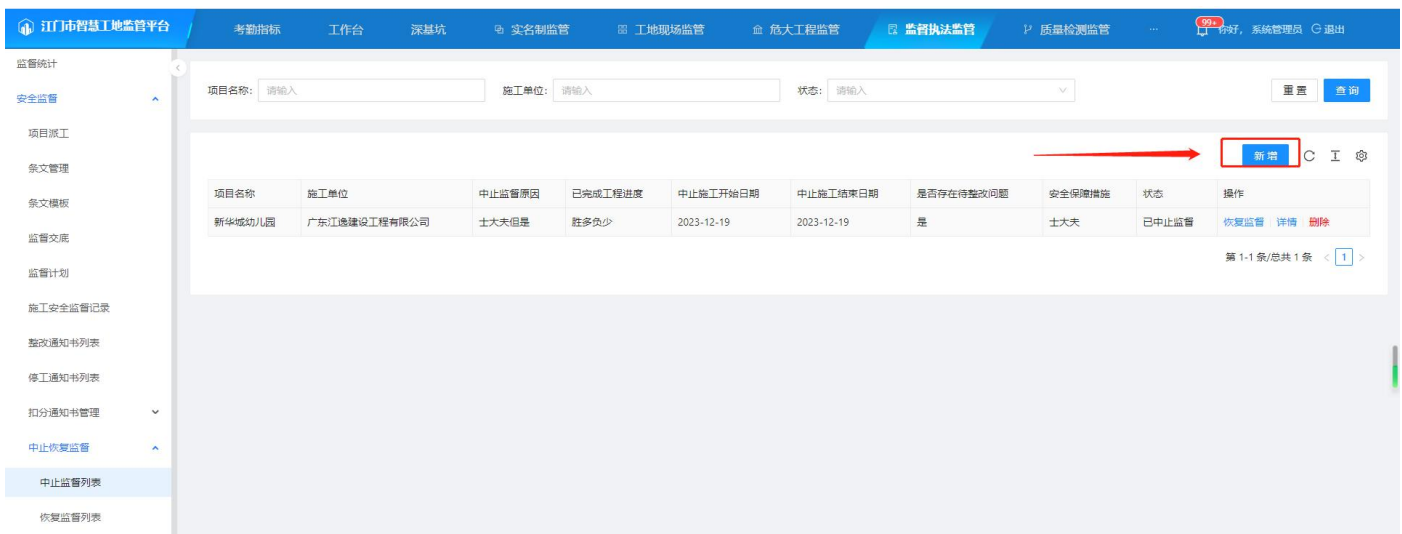 江门市智慧工地监管平台 考勤指标 工作台 深基坑 实名制监管 工地现场监管 危大工程监管 监督执法监管 质量检测监管 ... 99+ 你好，系统管理员 退出
监督统计
安全监督
项目派工
条文管理
条文模板
监督交底
监督计划
施工安全监督记录
整改通知书列表
停工通知书列表
扣分通知书管理
中止恢复监督
中止监督列表
恢复监督列表
项目名称: 请输入 施工单位: 请输入 状态: 请输入 重置 查询
新增
项目名称 施工单位 中止监督原因 已完成工程进度 中止施工开始日期 中止施工结束日期 是否存在待整改问题 安全保障措施 状态 操作
新华城幼儿园 广东江逸建设工程有限公司 士大夫但是 胜多负少 2023-12-19 2023-12-19 是 士大夫 已中止监督 恢复监督 详情 删除
第 1-1 条/总共 1 条 < 1 >